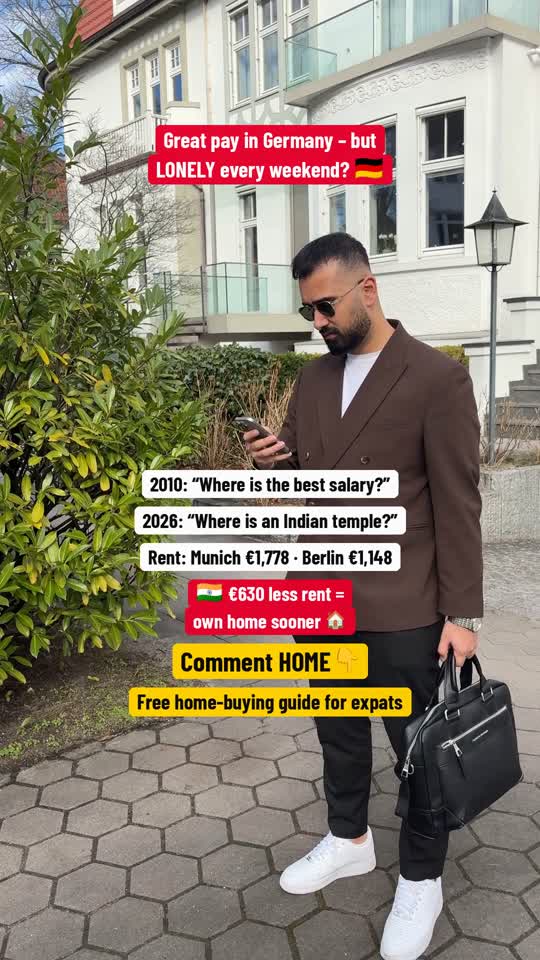 Great pay in Germany – but
LONELY every weekend? 🇩🇪
2010: “Where is the best salary?”
2026: “Where is an Indian temple?”
Rent: Munich €1,778 · Berlin €1,148
🇮🇳 €630 less rent =
own home sooner 🏠
Comment HOME👇
Free home-buying guide for expats